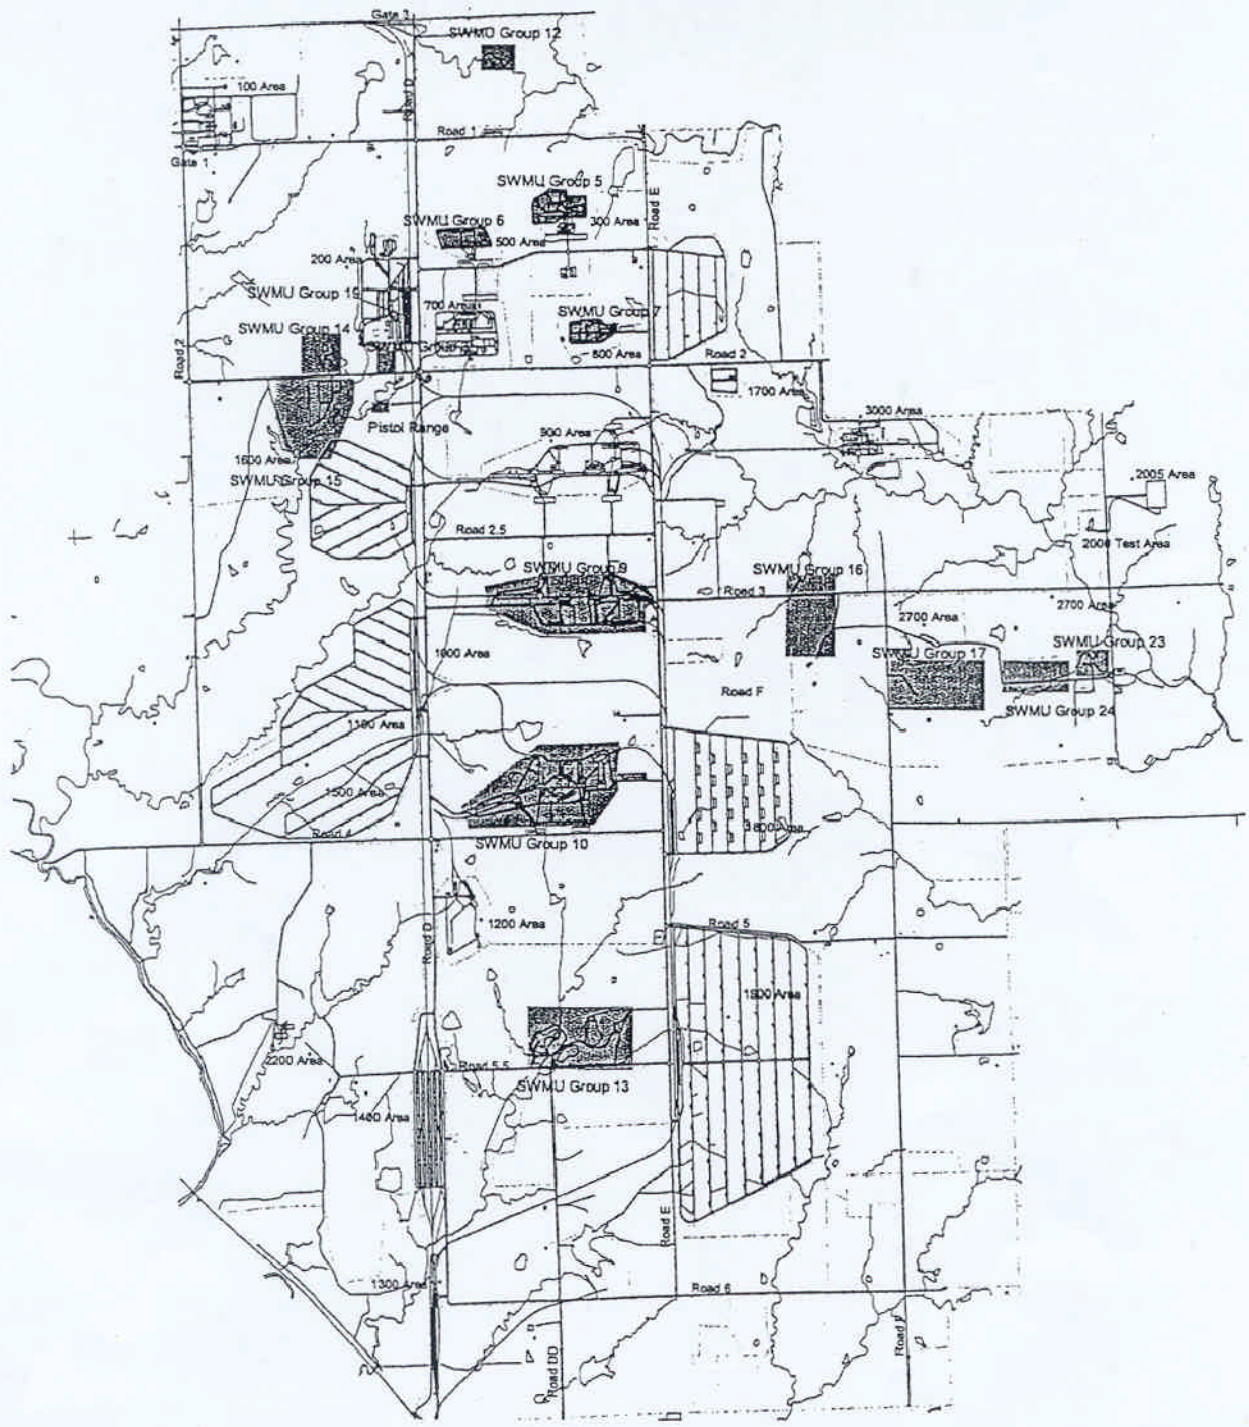 Gate 3
SWMU Group 12
100 Area
Road D
Road 1
Gate 1
SWMU Group 5
Road E
SWMU Group 6
300 Area
500 Area
200 Area
SWMU Group 19
700 Area
SWMU Group 7
SWMU Group 14
Group
800 Area
Road 2
Road 2
1700 Area
3000 Area
Pistol Range
900 Area
1600 Area
SWMU Group 15
2005 Area
Road 2.5
2000 Test Area
SWMU Group 9
SWMU Group 16
Road 3
2700 Area
2700 Area
1000 Area
SWMU Group 17
SWMU Group 23
Road F
SWMU Group 24
1100 Area
1500 Area
Road 4
1800 Area
SWMU Group 10
1200 Area
Road 5
Road D
1900 Area
2200 Area
Road 5.5
SWMU Group 13
1400 Area
Road E
1300 Area
Road 6
Road F
Road DD